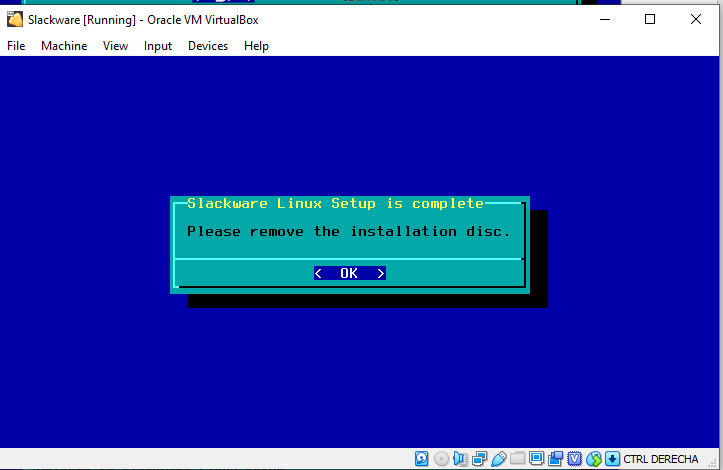 Slackware [Running] - Oracle VM VirtualBox
File Machine View Input Devices Help
Slackware Linux Setup is complete
Please remove the installation disc.
< OK >
CTRL DERECHA